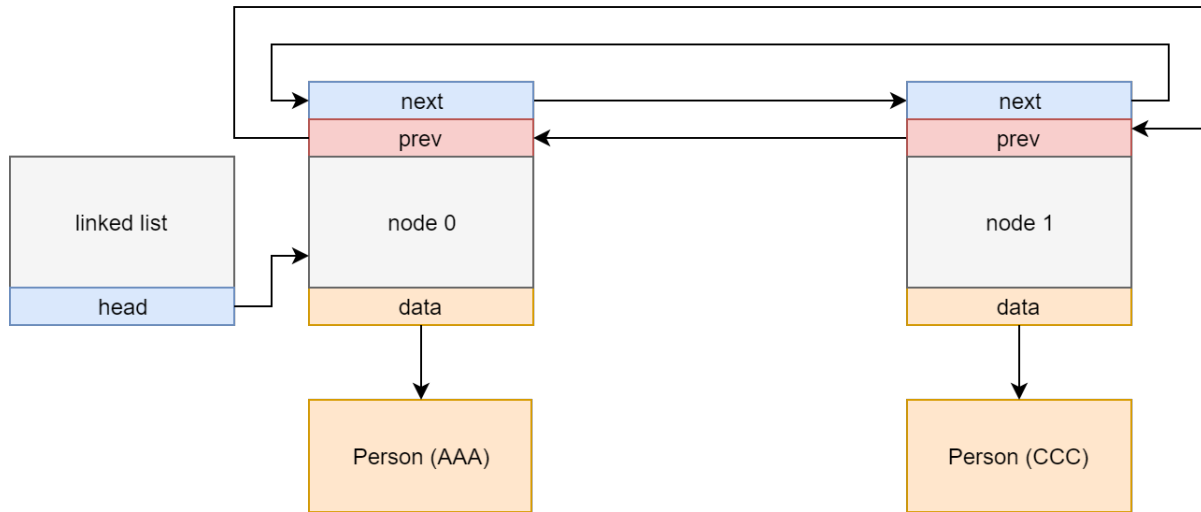 next
next
prev
prev
linked list
node 0
node 1
head
data
data
Person (AAA)
Person (CCC)